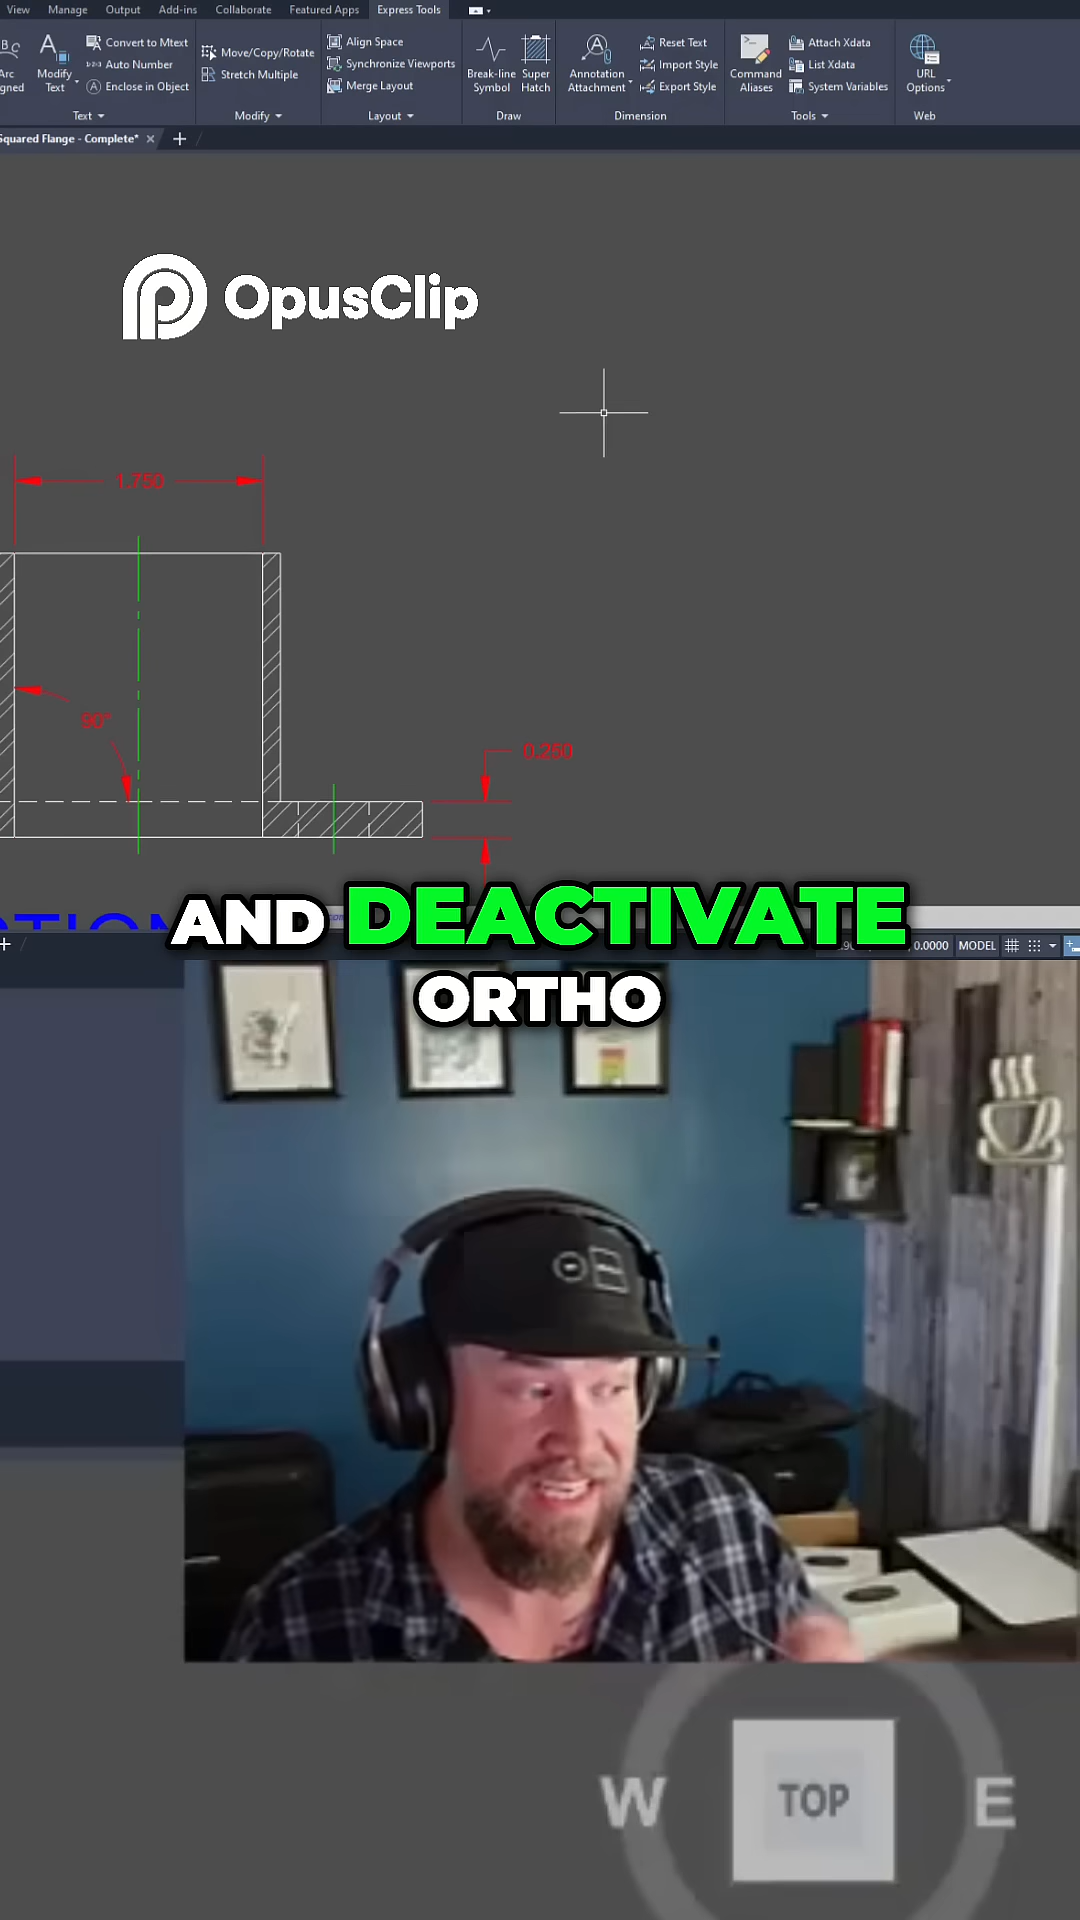 View Manage Output Add-ins Collaborate Featured Apps Express Tools
Arc
Modify
Text
Convert to Mtext
Auto Number
Enclose in Object
Text
Move/Copy/Rotate
Stretch Multiple
Modify
Align Space
Synchronize Viewports
Merge Layout
Layout
Break-line
Symbol
Super
Hatch
Draw
Annotation
Attachment
Reset Text
Import Style
Export Style
Dimension
Command
Aliases
Attach Xdata
List Xdata
System Variables
Tools
URL
Options
Web
Squared Flange - Complete*
OpusClip
1.750
90°
0.250
AND DEACTIVATE
ORTHO
0.0000 MODEL
W TOP E